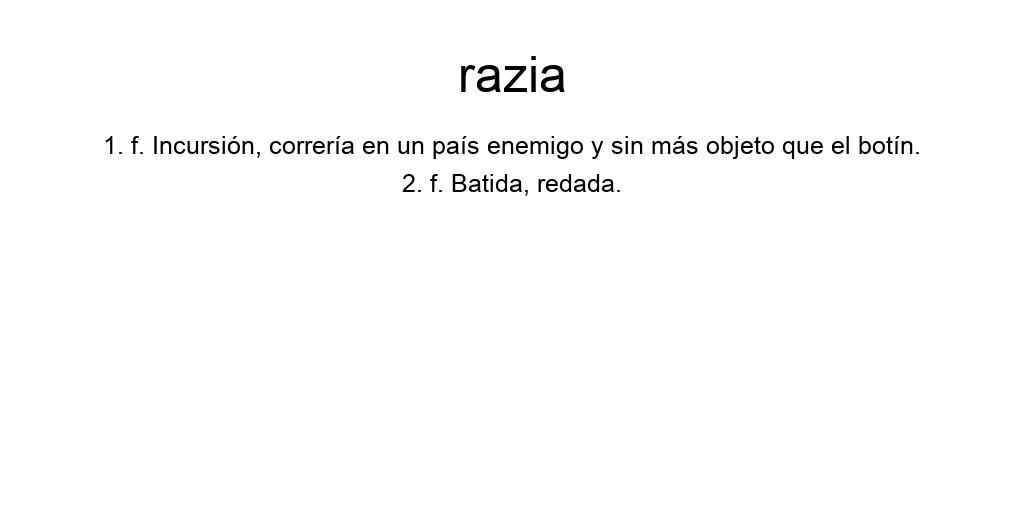 razia
1. f. Incursión, correría en un país enemigo y sin más objeto que el botín.
2. f. Batida, redada.